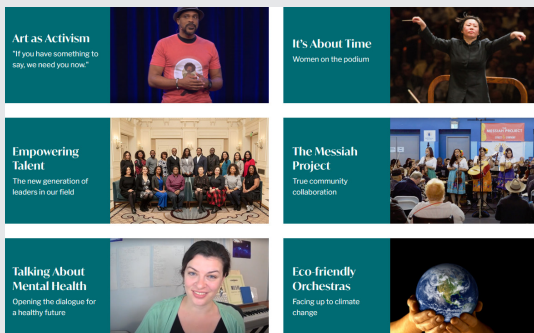 Art as Activism
"If you have something to
say, we need you now."
It's About Time
Women on the podium
Empowering
Talent
The new generation of
leaders in our field
The Messiah
Project
True community
collaboration
MESSIAH PROJECT
Talking About
Mental Health
Opening the dialogue for
a healthy future
Eco-friendly
Orchestras
Facing up to climate
change